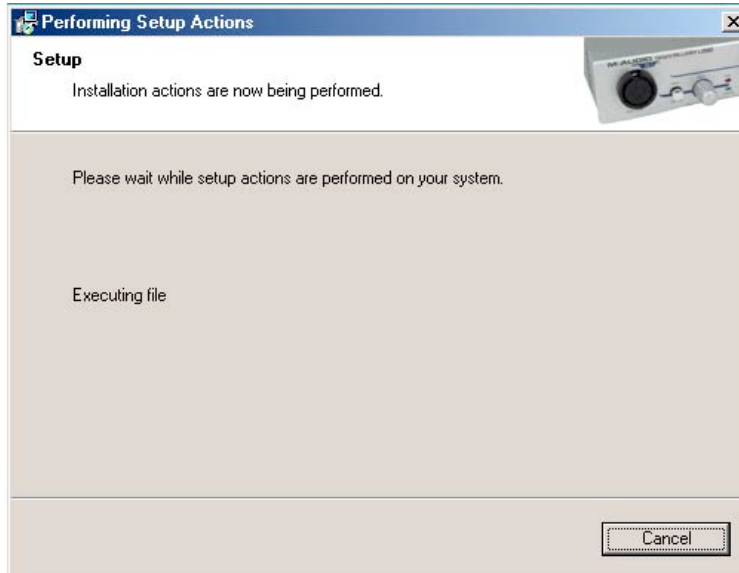 Performing Setup Actions
Setup
Installation actions are now being performed.
M-AUDIO
Please wait while setup actions are performed on your system.
Executing file
Cancel